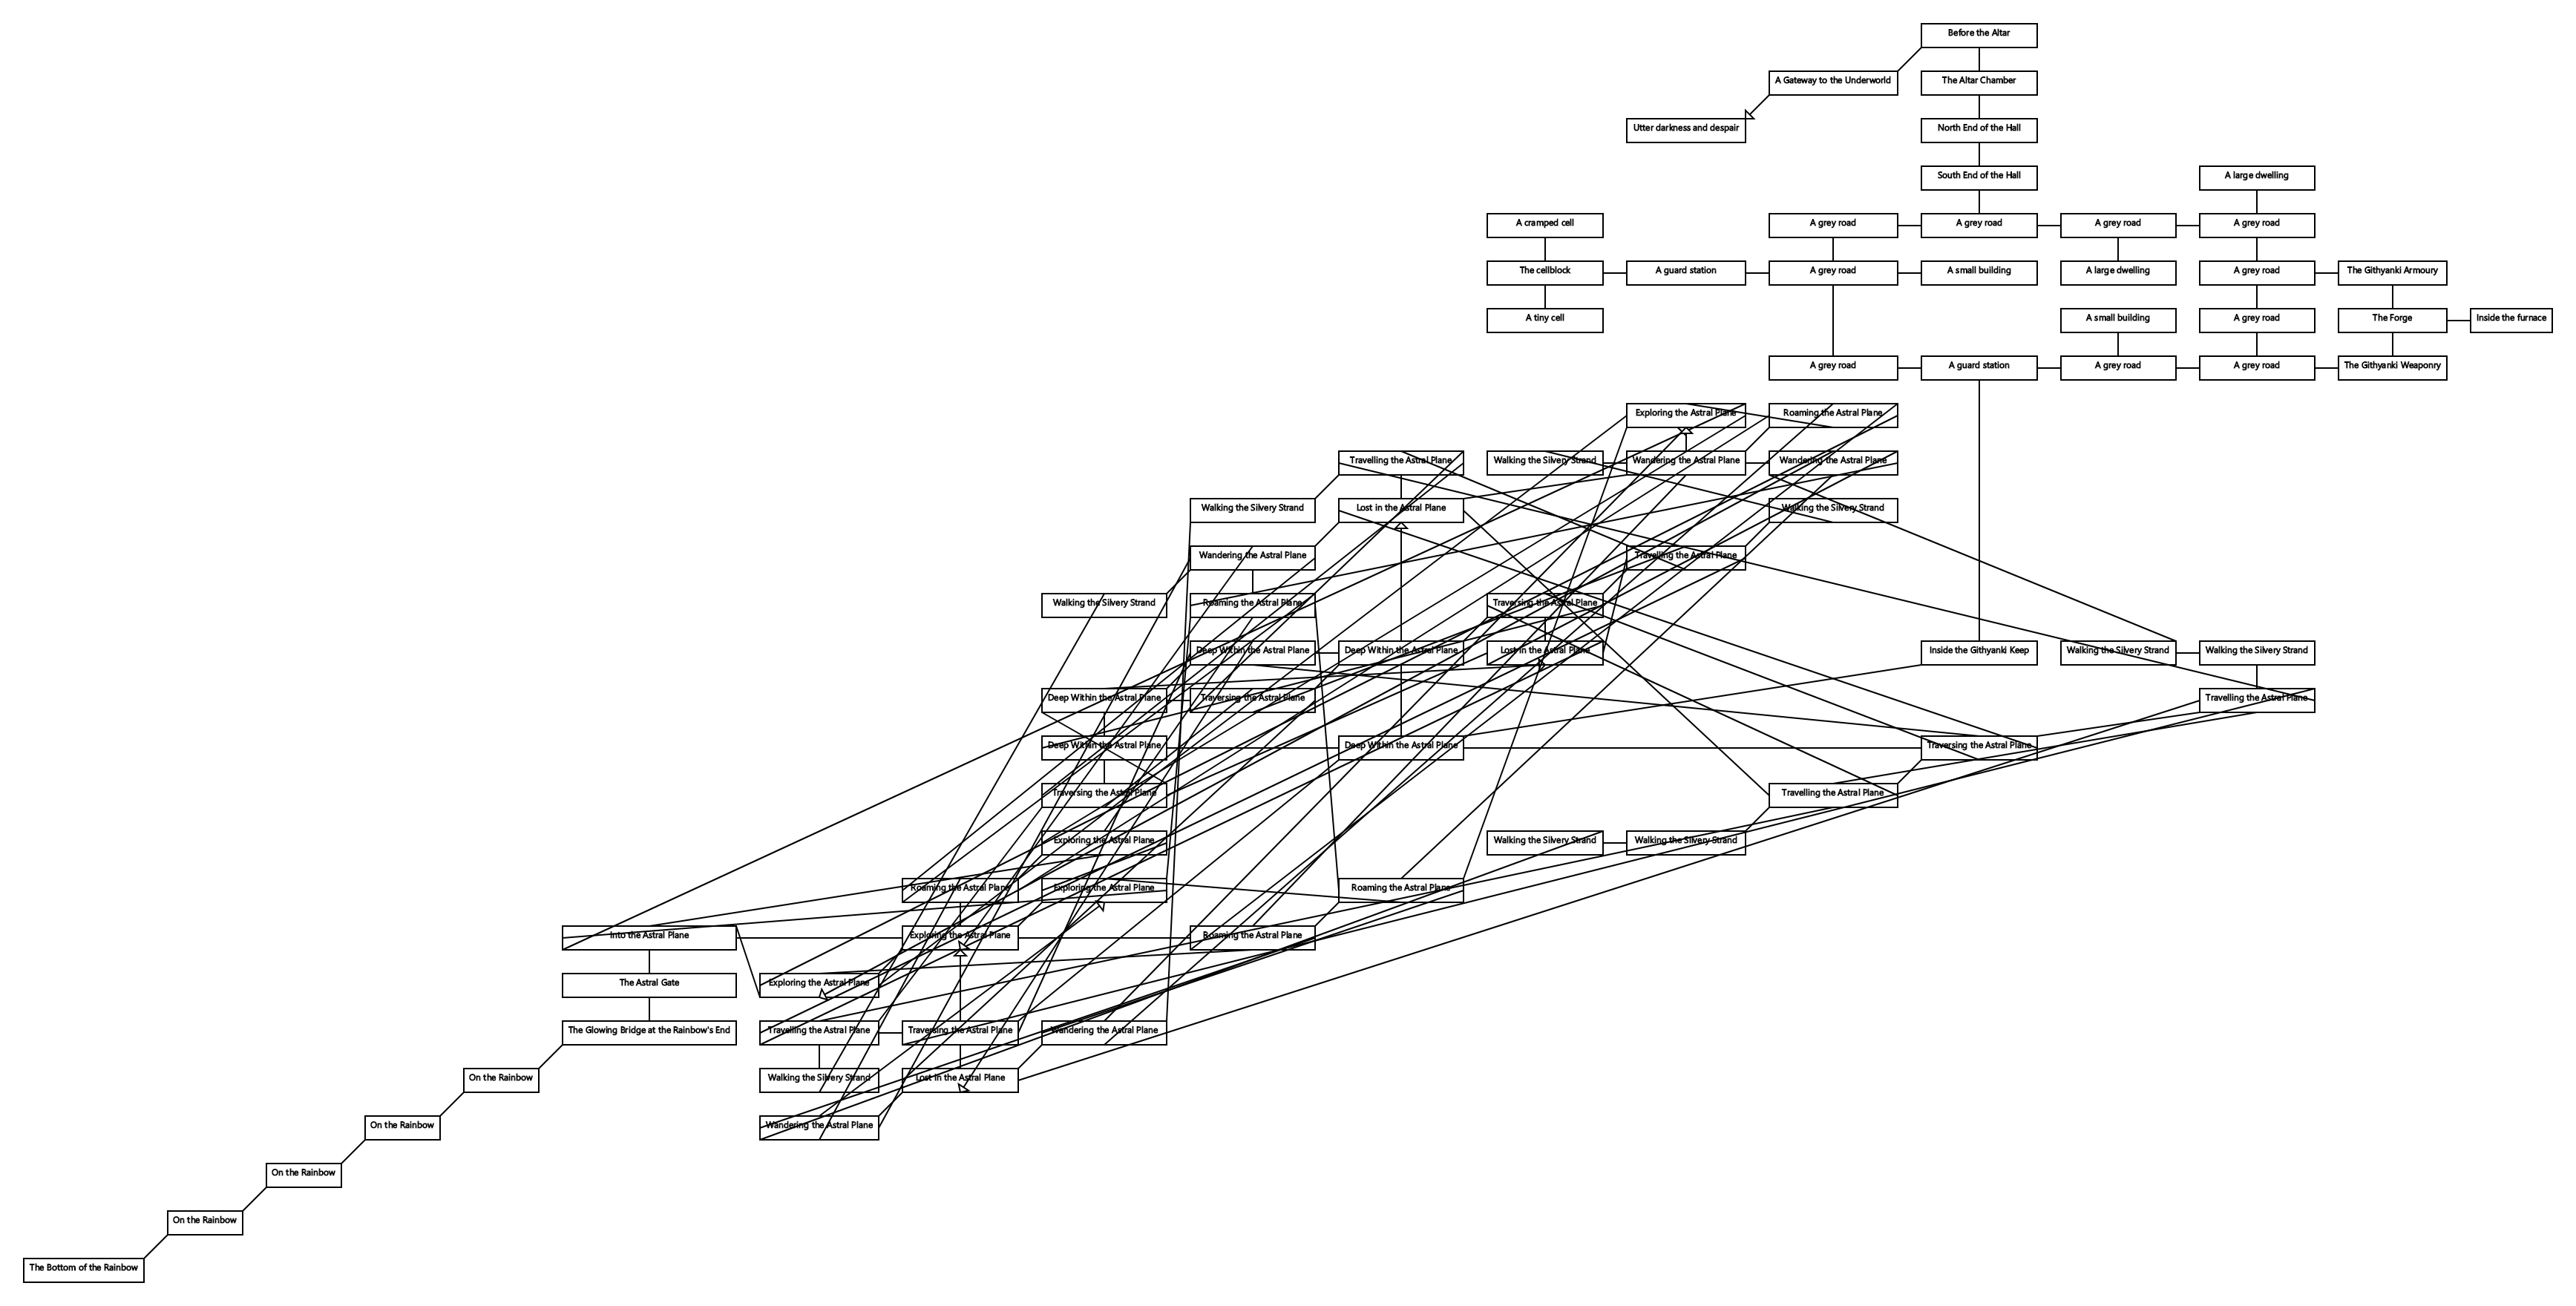 Before the Altar
A Gateway to the Underworld
The Altar Chamber
Utter darkness and despair
North End of the Hall
South End of the Hall
A large dwelling
A cramped cell
A grey road
A grey road
A grey road
A grey road
The cellblock
A guard station
A grey road
A small building
A large dwelling
A grey road
The Githyanki Armoury
A tiny cell
A small building
A grey road
The Forge
Inside the furnace
A grey road
A guard station
A grey road
A grey road
The Githyanki Weaponry
Exploring the Astral Plane
Roaming the Astral Plane
Travelling the Astral Plane
Walking the Silvery Strand
Wandering the Astral Plane
Wandering the Astral Plane
Walking the Silvery Strand
Lost in the Astral Plane
Walking the Silvery Strand
Wandering the Astral Plane
Travelling the Astral Plane
Walking the Silvery Strand
Roaming the Astral Plane
Traversing the Astral Plane
Deep Within the Astral Plane
Deep Within the Astral Plane
Lost in the Astral Plane
Inside the Githyanki Keep
Walking the Silvery Strand
Walking the Silvery Strand
Deep Within the Astral Plane
Traversing the Astral Plane
Travelling the Astral Plane
Deep Within the Astral Plane
Deep Within the Astral Plane
Traversing the Astral Plane
Traversing the Astral Plane
Travelling the Astral Plane
Exploring the Astral Plane
Walking the Silvery Strand
Walking the Silvery Strand
Roaming the Astral Plane
Exploring the Astral Plane
Roaming the Astral Plane
Into the Astral Plane
Exploring the Astral Plane
Roaming the Astral Plane
The Astral Gate
Exploring the Astral Plane
The Glowing Bridge at the Rainbow's End
Travelling the Astral Plane
Traversing the Astral Plane
Wandering the Astral Plane
On the Rainbow
Walking the Silvery Strand
Lost in the Astral Plane
On the Rainbow
Wandering the Astral Plane
On the Rainbow
On the Rainbow
The Bottom of the Rainbow